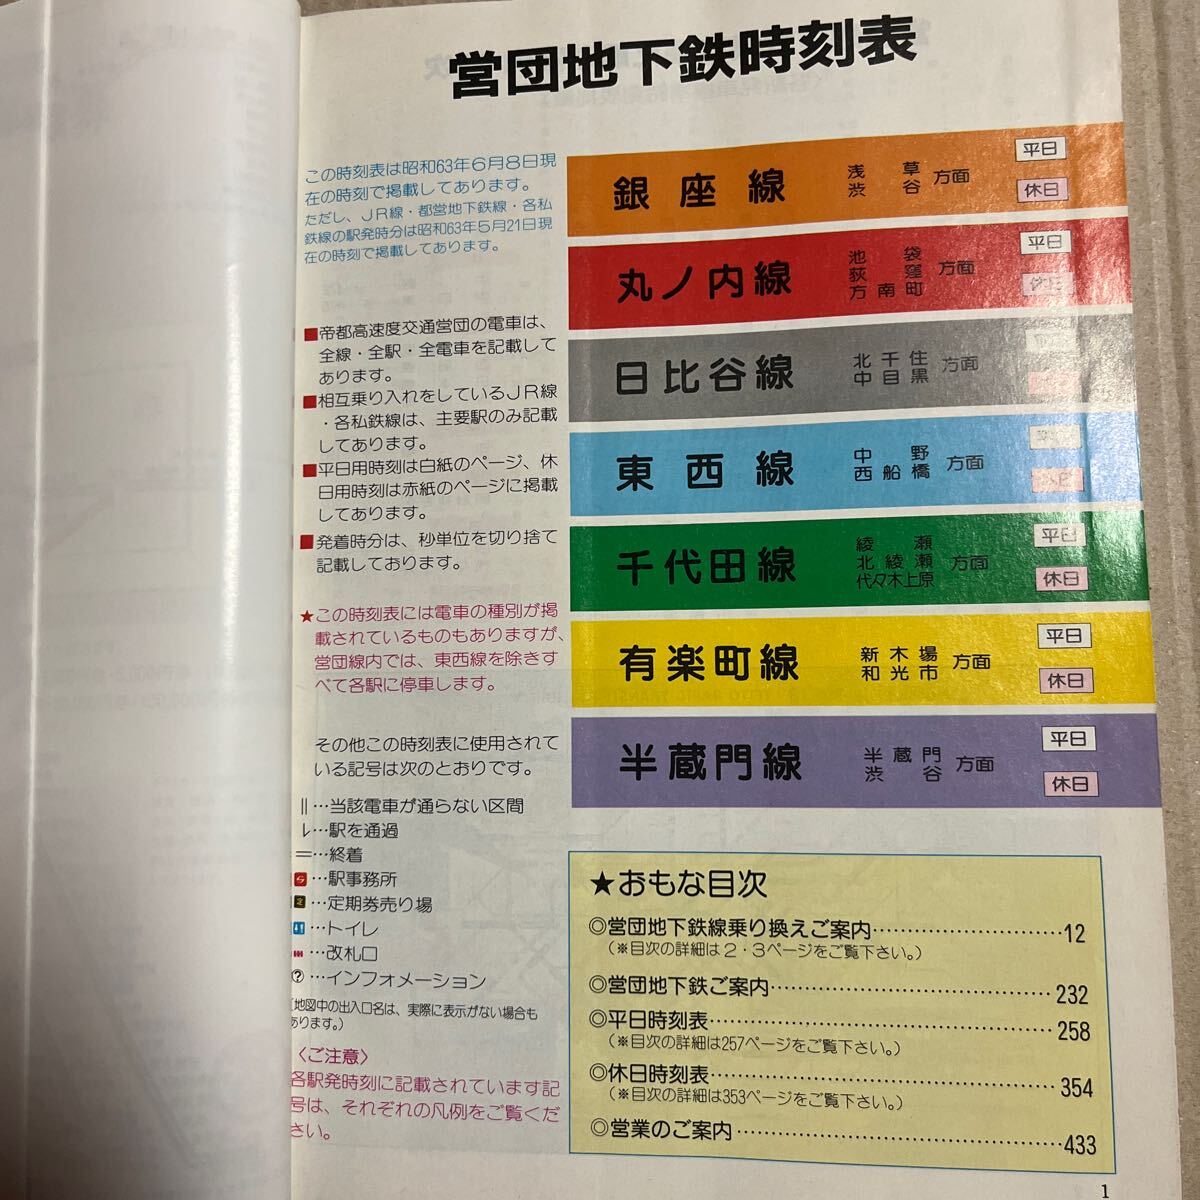 営団地下鉄時刻表
この時刻表は昭和63年6月8日現
在の時刻で掲載してあります。
ただし、JR線・都営地下鉄線・各私
鉄線の駅発時分は昭和63年5月21日現
在の時刻で掲載してあります。
■帝都高速度交通営団の電車は、
全線・全駅・全電車を記載して
あります。
■相互乗り入れをしているJR線
・各私鉄線は、主要駅のみ記載
してあります。
■平日用時刻は白紙のページ、休
日用時刻は赤紙のページに掲載
してあります。
■発着時分は、秒単位を切り捨て
記載しております。
★この時刻表には電車の種別が掲
載されているものもありますが、
営団線内では、東西線を除きす
べて各駅に停車します。
その他この時刻表に使用されて
いる記号は次のとおりです。
||…当該電車が通らない区間
レ…駅を通過
=…終着
…駅事務所
定…定期券売り場
…トイレ
…改札口
?…インフォメーション
地図中の出入口名は、実際に表示がない場合も
あります。)
〈ご注意〉
各駅発時刻に記載されています記
号は、それぞれの凡例をご覧くだ
さい。
銀座線 浅草 渋谷 方面 平日 休日
丸ノ内線 池袋 荻窪 方南町 方面 平日 休日
日比谷線 北千住 中目黒 方面
東西線 中野 西船橋 方面 平日 休日
千代田線 綾瀬 北綾瀬 代々木上原 方面 平日 休日
有楽町線 新木場 和光市 方面 平日 休日
半蔵門線 半蔵門 渋谷 方面 平日 休日
★おもな目次
◎営団地下鉄線乗り換えご案内…………………12
(※目次の詳細は2・3ページをご覧下さい。)
◎営団地下鉄ご案内…………………………232
◎平日時刻表…………………………………258
(※目次の詳細は257ページをご覧下さい。)
◎休日時刻表…………………………………354
(※目次の詳細は353ページをご覧下さい。)
◎営業のご案内………………………………433
1